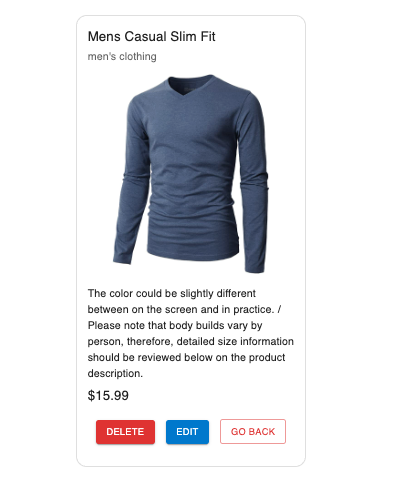 Mens Casual Slim Fit
men's clothing
The color could be slightly different
between on the screen and in practice. /
Please note that body builds vary by
person, therefore, detailed size information
should be reviewed below on the product
description.
$15.99
DELETE EDIT GO BACK